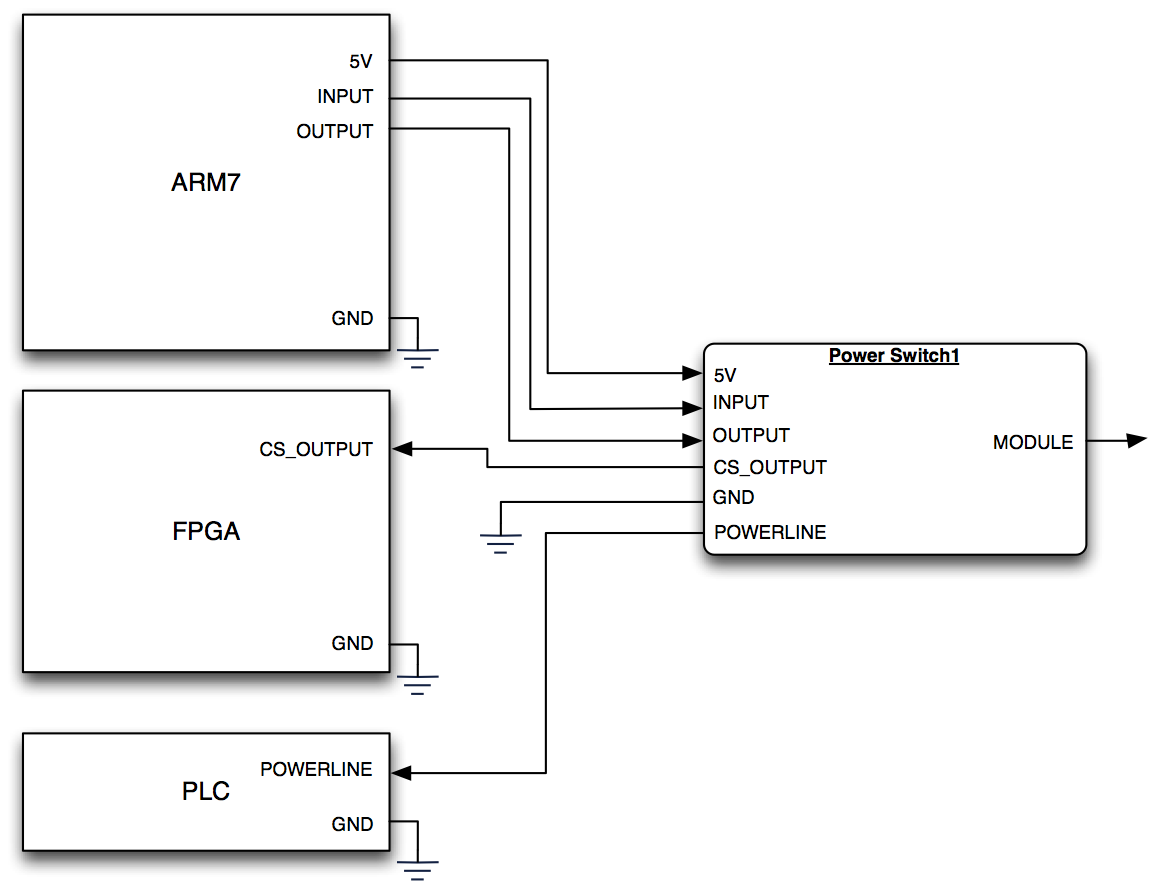 5V
INPUT
OUTPUT
ARM7
GND
CS_OUTPUT
FPGA
GND
POWERLINE
PLC
GND
Power Switch1
5V
INPUT
OUTPUT
CS_OUTPUT
GND
POWERLINE
MODULE